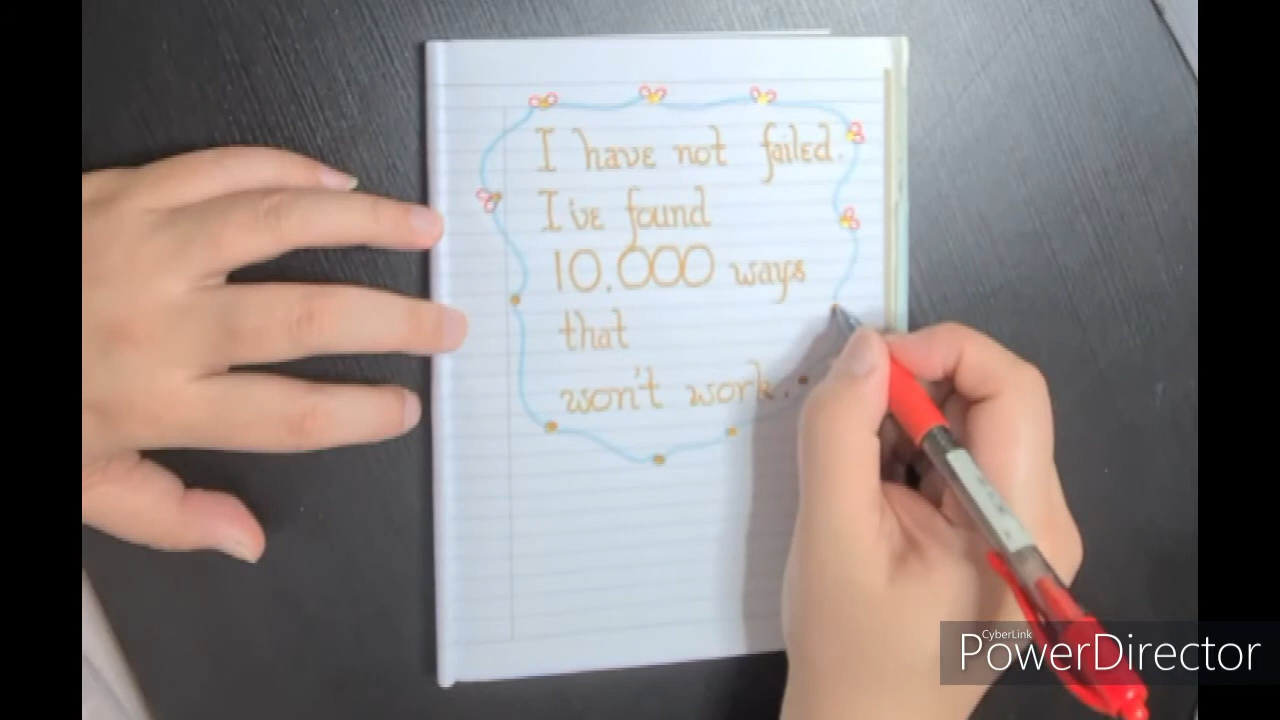 I have not failed.
I've found
10.000 ways
that
won't work.
CyberLink
PowerDirector